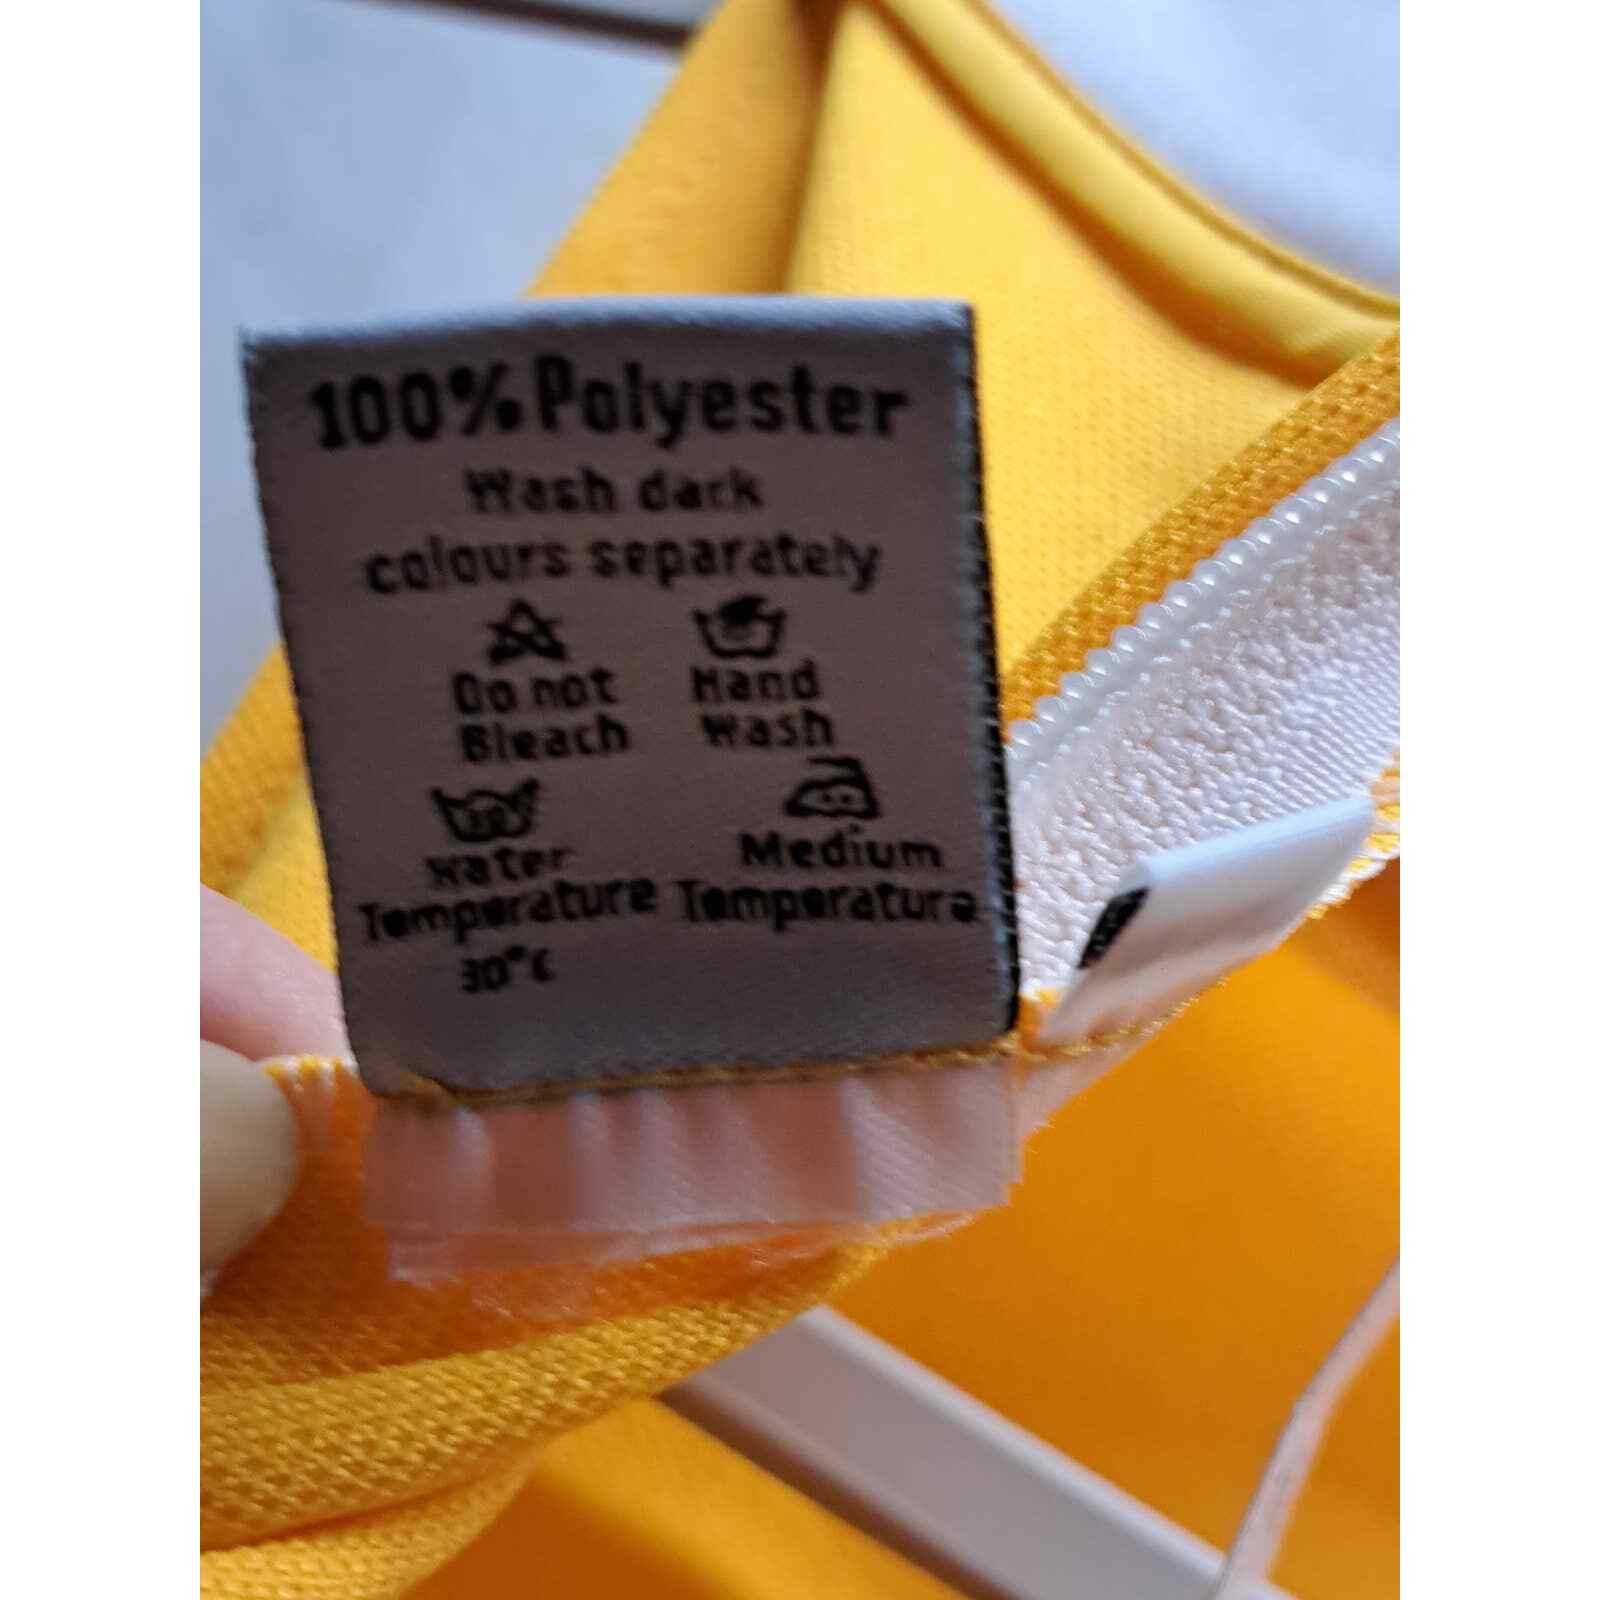 100% Polyester
Wash dark
colours separately
Do not
Bleach
Hand
Wash
Water
Temperature
30°C
Medium
Temperature